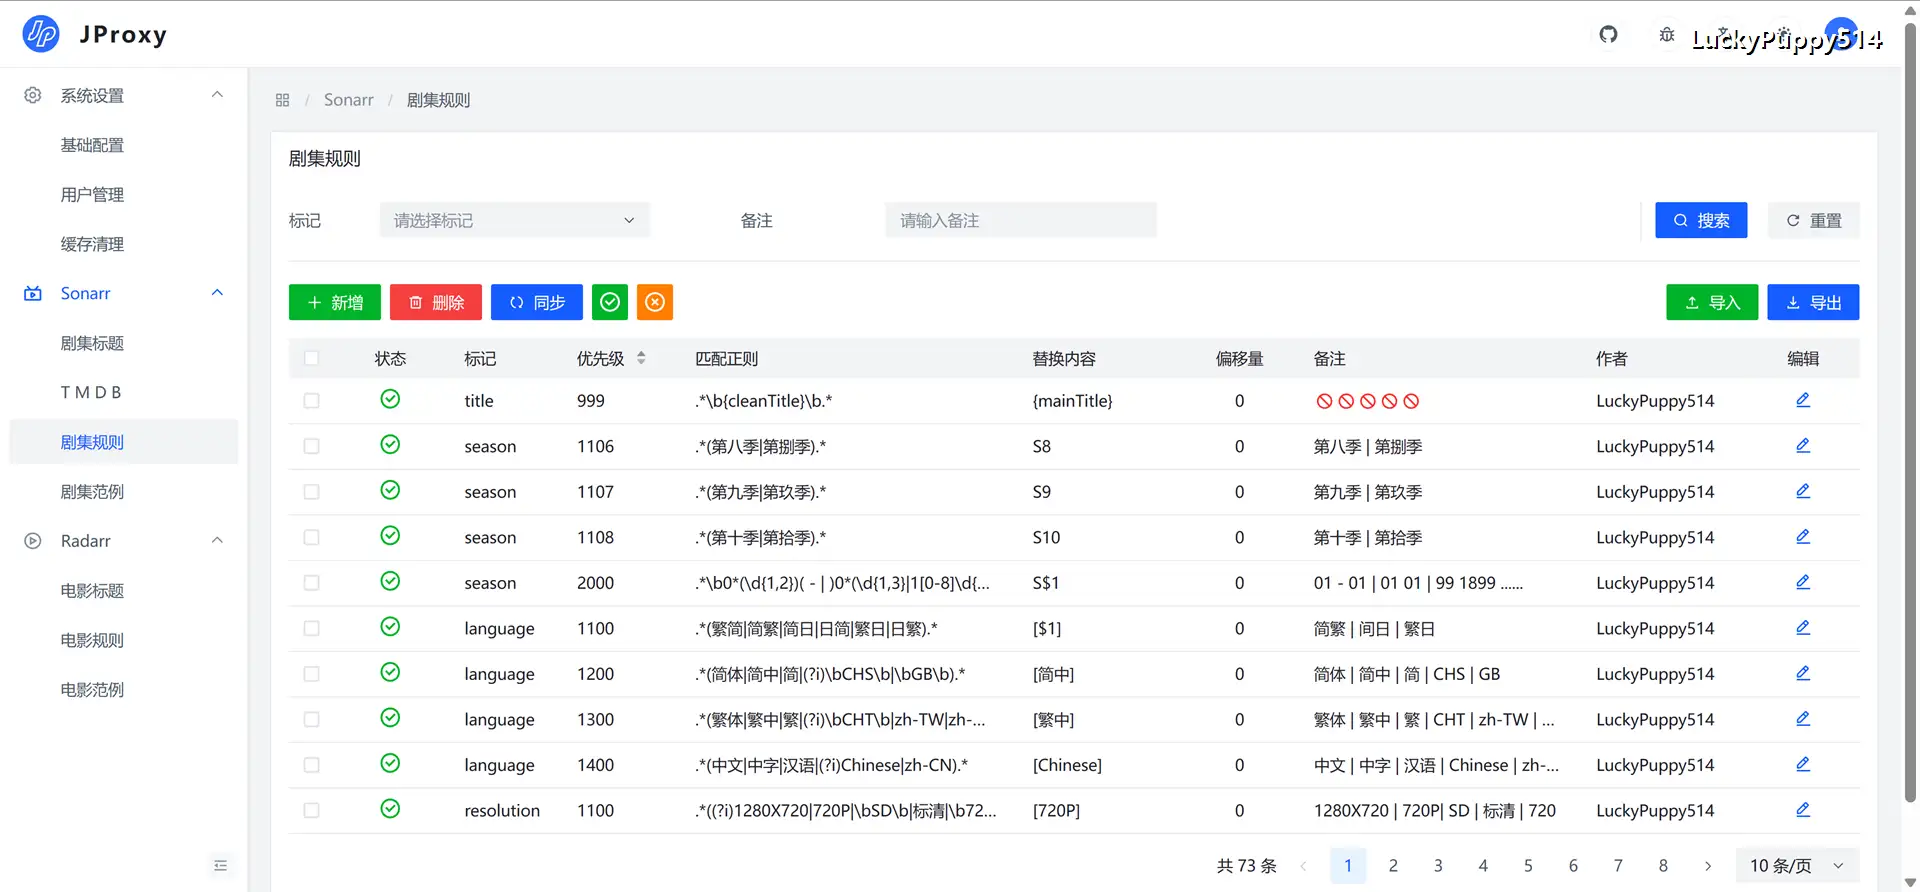 JProxy
LuckyPuppy514
系统设置
基础配置
用户管理
缓存清理
Sonarr
剧集标题
T M D B
剧集规则
剧集范例
Radarr
电影标题
电影规则
电影范例
/ Sonarr / 剧集规则
剧集规则
标记 请选择标记 备注 请输入备注 搜索 重置
新增 删除 同步 导入 导出
状态 标记 优先级 匹配正则 替换内容 偏移量 备注 作者 编辑
title 999 .*\b{cleanTitle}\b.* {mainTitle} 0 🚫🚫🚫🚫🚫 LuckyPuppy514
season 1106 .*(第八季|第捌季).* S8 0 第八季 | 第捌季 LuckyPuppy514
season 1107 .*(第九季|第玖季).* S9 0 第九季 | 第玖季 LuckyPuppy514
season 1108 .*(第十季|第拾季).* S10 0 第十季 | 第拾季 LuckyPuppy514
season 2000 .*\b0*(\d{1,2})( - | )0*(\d{1,3}|1[0-8]\d{... S$1 0 01 - 01 | 01 01 | 99 1899 ...... LuckyPuppy514
language 1100 .*(繁简|简繁|简日|日简|繁日|日繁).* [$1] 0 简繁 | 间日 | 繁日 LuckyPuppy514
language 1200 .*(简体|简中|简|(?i)\bCHS\b|\bGB\b).* [简中] 0 简体 | 简中 | 简 | CHS | GB LuckyPuppy514
language 1300 .*(繁体|繁中|繁|(?i)\bCHT\b|zh-TW|zh-... [繁中] 0 繁体 | 繁中 | 繁 | CHT | zh-TW | ... LuckyPuppy514
language 1400 .*(中文|中字|汉语|(?i)Chinese|zh-CN).* [Chinese] 0 中文 | 中字 | 汉语 | Chinese | zh-... LuckyPuppy514
resolution 1100 .*((?i)1280X720|720P|\bSD\b|标清|\b72... [720P] 0 1280X720 | 720P| SD | 标清 | 720 LuckyPuppy514
共 73 条 1 2 3 4 5 6 7 8 10 条/页